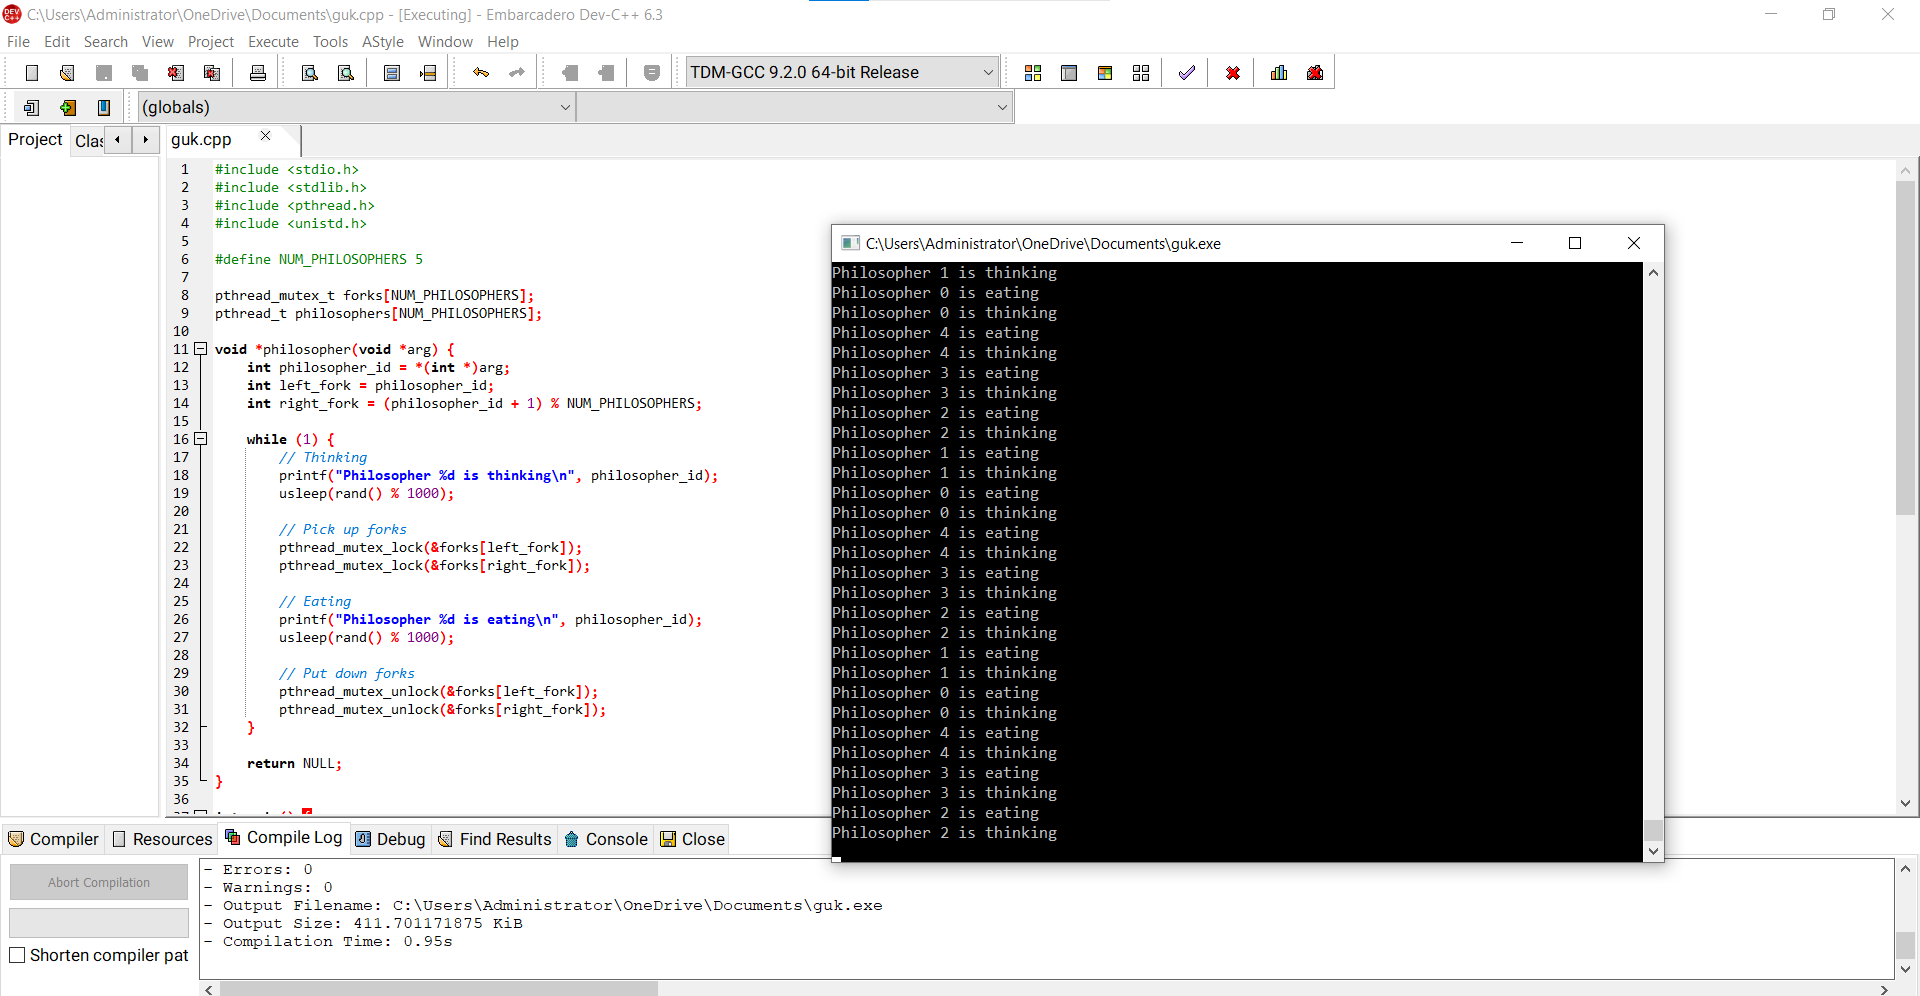 C:\Users\Administrator\OneDrive\Documents\guk.cpp - [Executing] - Embarcadero Dev-C++ 6.3
File Edit Search View Project Execute Tools AStyle Window Help
TDM-GCC 9.2.0 64-bit Release
(globals)
Project Clas guk.cpp
1 #include <stdio.h>
2 #include <stdlib.h>
3 #include <pthread.h>
4 #include <unistd.h>
5
6 #define NUM_PHILOSOPHERS 5
7
8 pthread_mutex_t forks[NUM_PHILOSOPHERS];
9 pthread_t philosophers[NUM_PHILOSOPHERS];
10
11 void *philosopher(void *arg) {
12 int philosopher_id = *(int *)arg;
13 int left_fork = philosopher_id;
14 int right_fork = (philosopher_id + 1) % NUM_PHILOSOPHERS;
15
16 while (1) {
17 // Thinking
18 printf("Philosopher %d is thinking\n", philosopher_id);
19 usleep(rand() % 1000);
20
21 // Pick up forks
22 pthread_mutex_lock(&forks[left_fork]);
23 pthread_mutex_lock(&forks[right_fork]);
24
25 // Eating
26 printf("Philosopher %d is eating\n", philosopher_id);
27 usleep(rand() % 1000);
28
29 // Put down forks
30 pthread_mutex_unlock(&forks[left_fork]);
31 pthread_mutex_unlock(&forks[right_fork]);
32 }
33
34 return NULL;
35 }
36
C:\Users\Administrator\OneDrive\Documents\guk.exe
Philosopher 1 is thinking
Philosopher 0 is eating
Philosopher 0 is thinking
Philosopher 4 is eating
Philosopher 4 is thinking
Philosopher 3 is eating
Philosopher 3 is thinking
Philosopher 2 is eating
Philosopher 2 is thinking
Philosopher 1 is eating
Philosopher 1 is thinking
Philosopher 0 is eating
Philosopher 0 is thinking
Philosopher 4 is eating
Philosopher 4 is thinking
Philosopher 3 is eating
Philosopher 3 is thinking
Philosopher 2 is eating
Philosopher 2 is thinking
Philosopher 1 is eating
Philosopher 1 is thinking
Philosopher 0 is eating
Philosopher 0 is thinking
Philosopher 4 is eating
Philosopher 4 is thinking
Philosopher 3 is eating
Philosopher 3 is thinking
Philosopher 2 is eating
Philosopher 2 is thinking
Compiler Resources Compile Log Debug Find Results Console Close
Abort Compilation
Shorten compiler pat
- Errors: 0
- Warnings: 0
- Output Filename: C:\Users\Administrator\OneDrive\Documents\guk.exe
- Output Size: 411.701171875 KiB
- Compilation Time: 0.95s